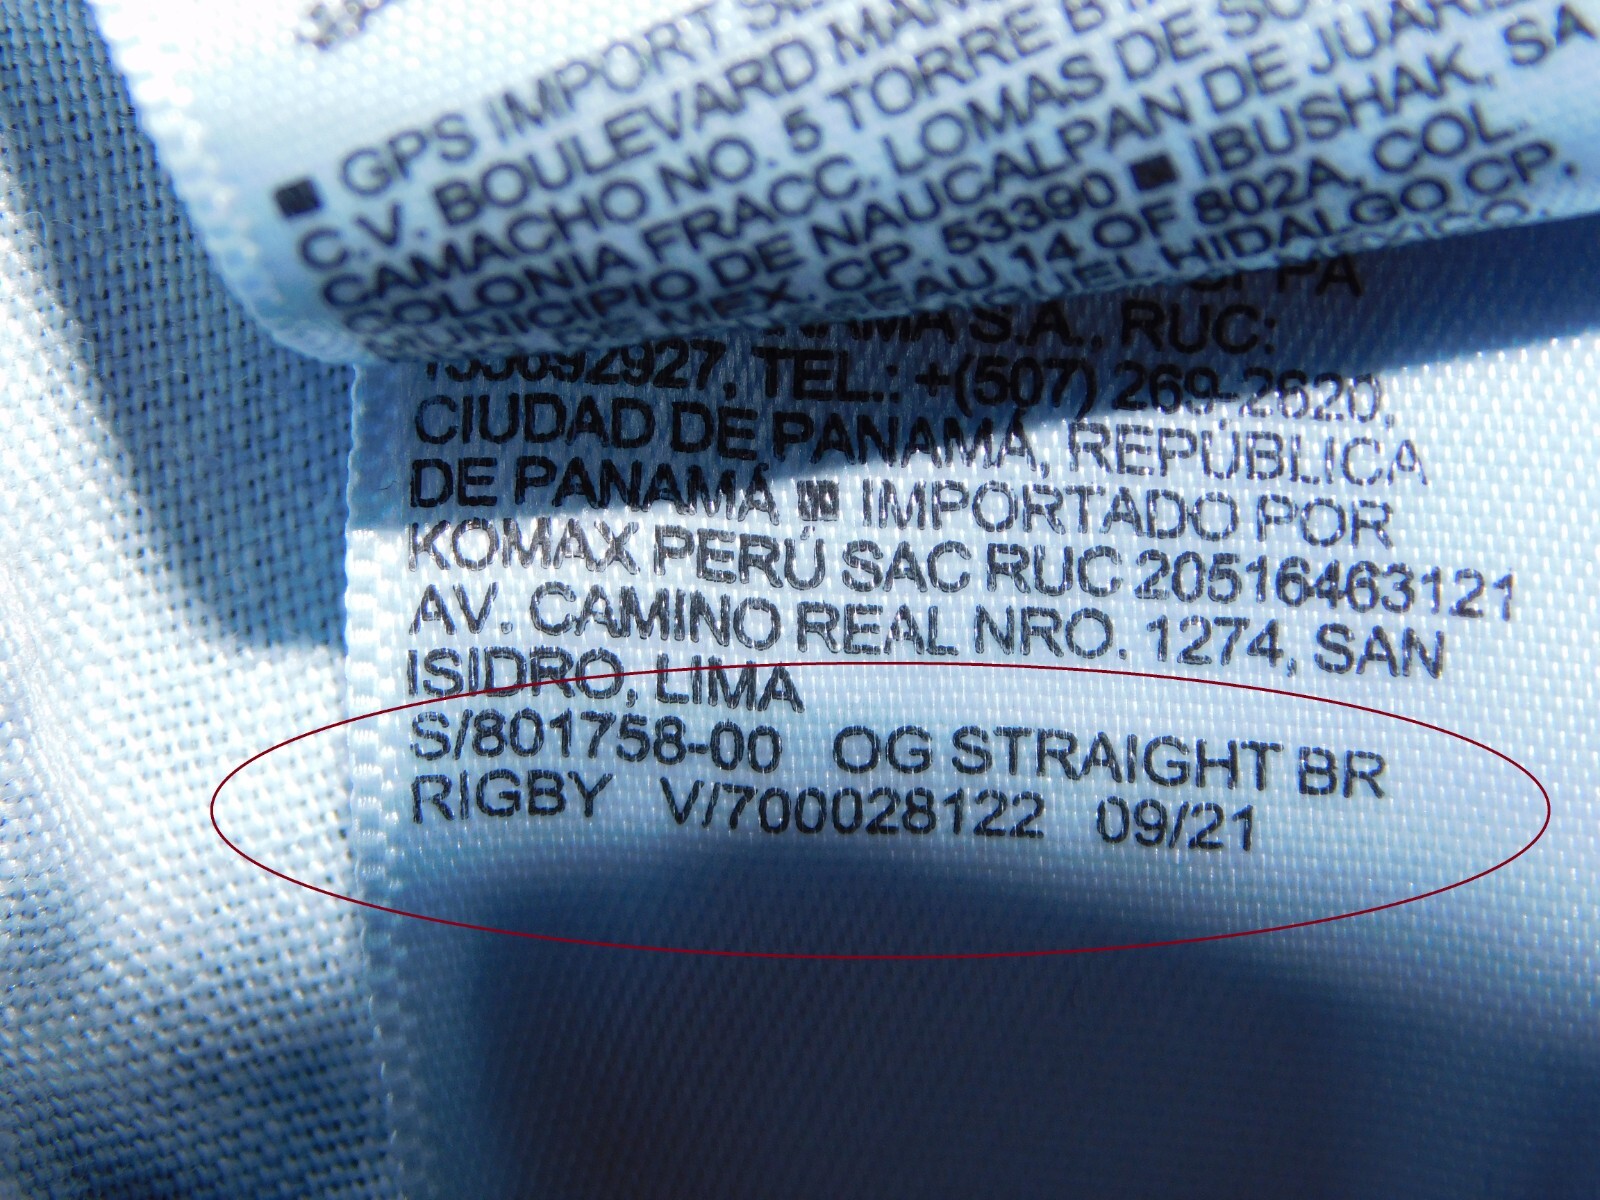 ■ GPS IMPORT
C.V. BOULEVARD
CAMACHO NO. 5 TORRE
COLONIA FRACC. LOMAS DE
MUNICIPIO DE NAUCALPAN DE JUAREZ
MEX. CP. 53390 ■ IBUSHAK, SA
14 OF 802A, COL.
HIDALGO CP.
S.A., RUC:
TEL.: +(507) 269-2620,
CIUDAD DE PANAMÁ, REPÚBLICA
DE PANAMÁ IMPORTADO POR
KOMAX PERÚ SAC RUC 20516463121
AV. CAMINO REAL NRO. 1274, SAN
ISIDRO, LIMA
S/801758-00 OG STRAIGHT BR
RIGBY V/700028122 09/21